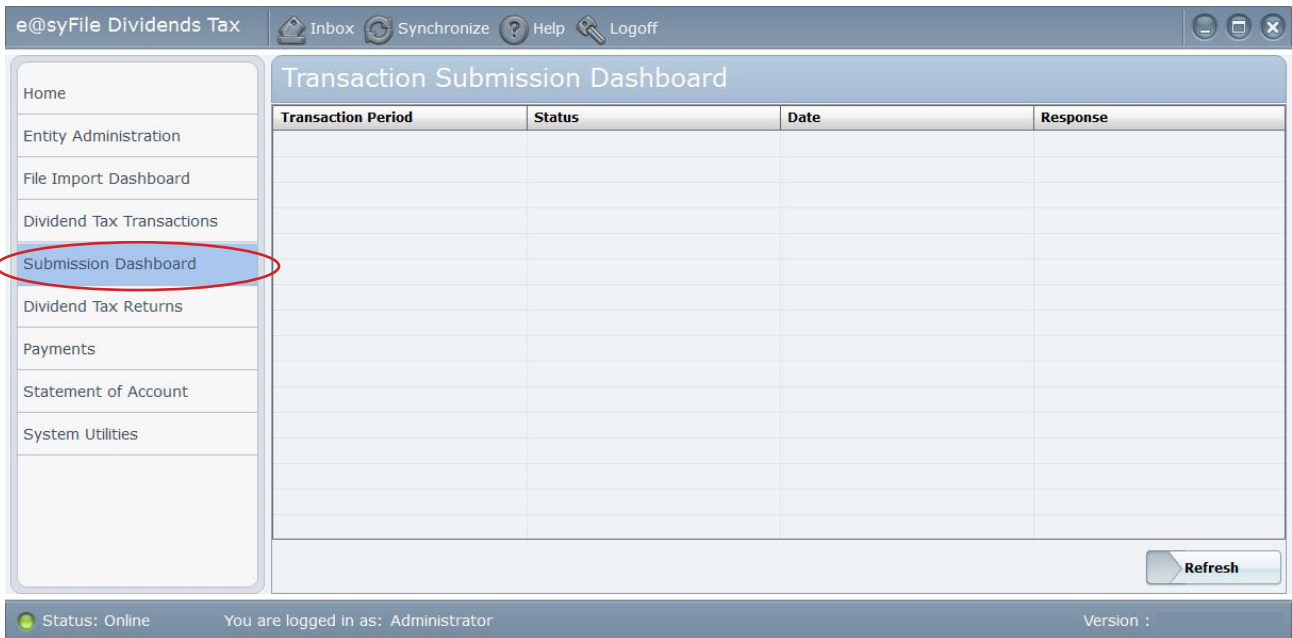 e@syFile Dividends Tax Inbox Synchronize ? Help Logoff
Transaction Submission Dashboard
Home
Entity Administration
File Import Dashboard
Dividend Tax Transactions
Submission Dashboard
Dividend Tax Returns
Payments
Statement of Account
System Utilities
Transaction Period Status Date Response
Refresh
Status: Online You are logged in as: Administrator Version :